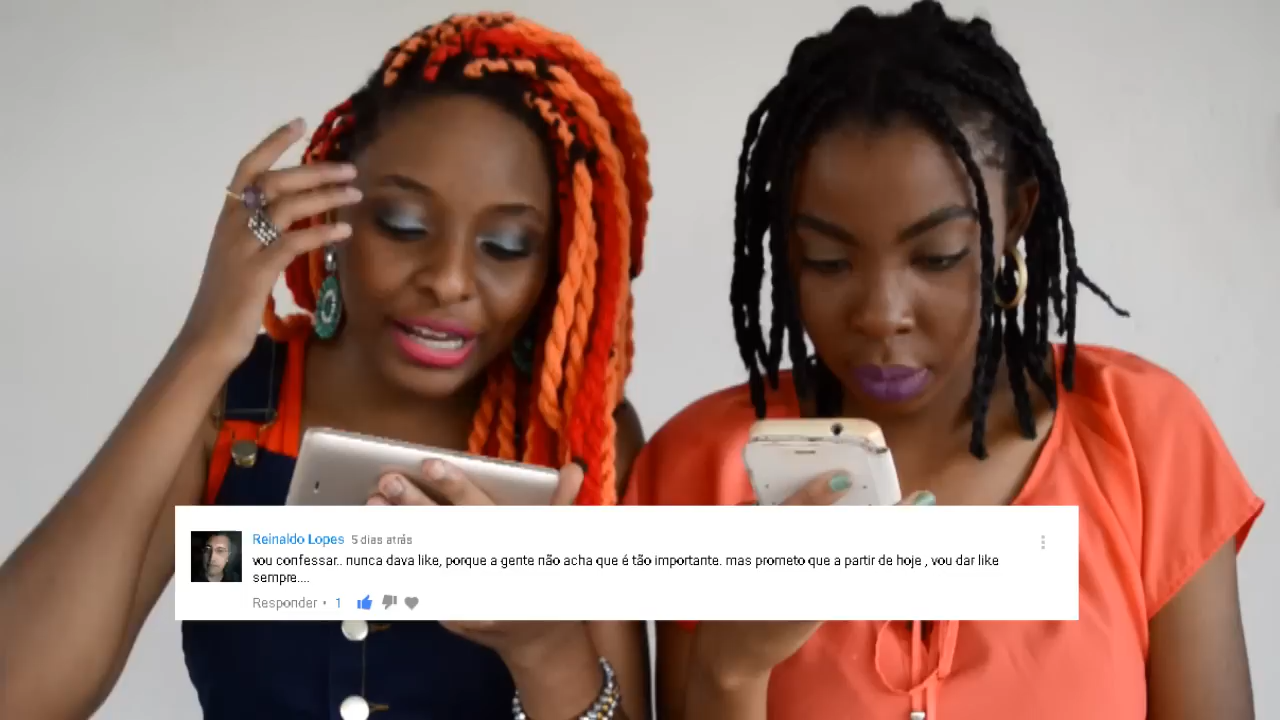 Reinaldo Lopes 5 dias atrás
vou confessar.. nunca dava like, porque a gente não acha que é tão importante. mas prometo que a partir de hoje , vou dar like
sempre....
Responder • 1